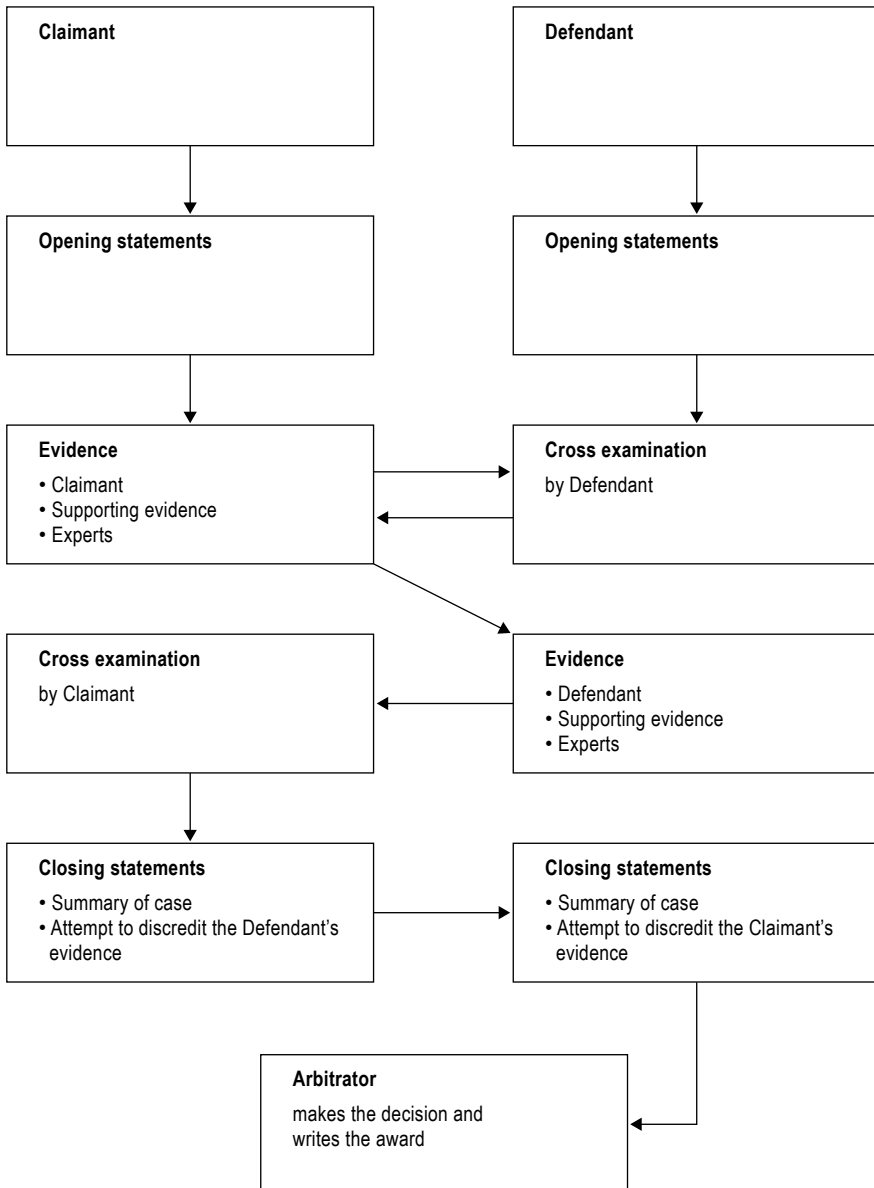 Claimant
Defendant
Opening statements
Opening statements
Evidence
• Claimant
• Supporting evidence
• Experts
Cross examination
by Defendant
Cross examination
by Claimant
Evidence
• Defendant
• Supporting evidence
• Experts
Closing statements
• Summary of case
• Attempt to discredit the Defendant’s
evidence
Closing statements
• Summary of case
• Attempt to discredit the Claimant’s
evidence
Arbitrator
makes the decision and
writes the award